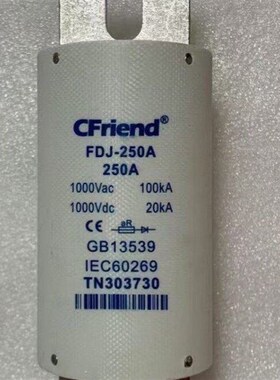 CFriend®
FDJ-250A
250A
1000Vac 100kA
1000Vdc 20kA
CE aR
GB13539
IEC60269
TN303730